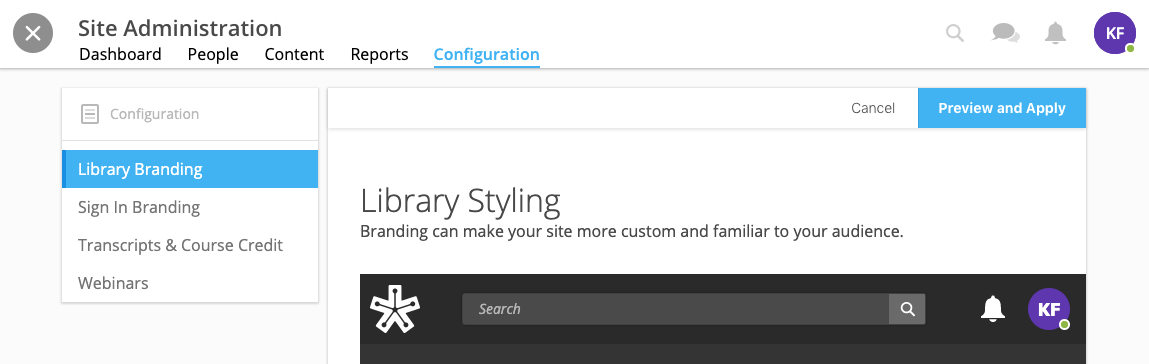 Site Administration
Dashboard People Content Reports Configuration
KF
Configuration
Library Branding
Sign In Branding
Transcripts & Course Credit
Webinars
Cancel Preview and Apply
Library Styling
Branding can make your site more custom and familiar to your audience.
Search
KF